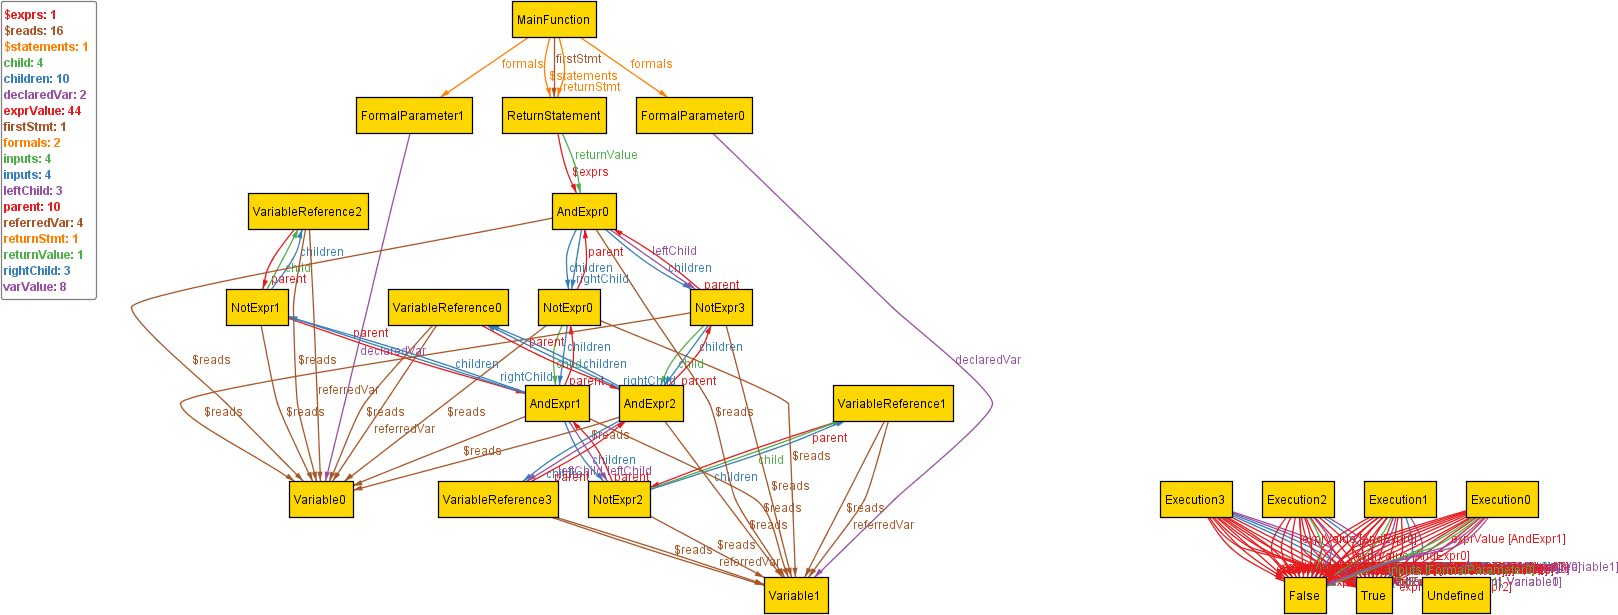 $exprs: 1
$reads: 16
$statements: 1
child: 4
children: 10
declaredVar: 2
exprValue: 44
firstStmt: 1
formals: 2
inputs: 4
inputs: 4
leftChild: 3
parent: 10
referredVar: 4
returnStmt: 1
returnValue: 1
rightChild: 3
varValue: 8
MainFunction
firstStmt
formals
formals
$statements
returnStmt
FormalParameter1
ReturnStatement
FormalParameter0
returnValue
$exprs
VariableReference2
AndExpr0
children
parent
leftChild
child
children
children
parent
rightChild
parent
NotExpr1
VariableReference0
NotExpr0
NotExpr3
parent
parent
children
children
declaredVar
$reads
$reads
children
child
children
child
declaredVar
rightChild
parent
rightChild
parent
referredVar
AndExpr1
AndExpr2
VariableReference1
$reads
$reads
$reads
$reads
$reads
referredVar
$reads
parent
$reads
$reads
children
child
leftChild
leftChild
parent
parent
children
Variable0
VariableReference3
NotExpr2
$reads
Execution3
Execution2
Execution1
Execution0
$reads
$reads
$reads
referredVar
exprValue [AndExpr0]
exprValue [AndExpr1]
$reads
$reads
referredVar
Variable1
False
True
Undefined